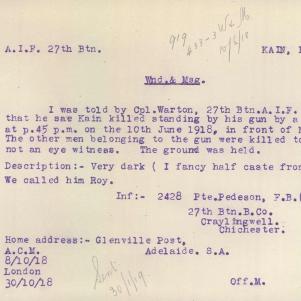 919
10/6/18
A.I.F. 27th Btn. KAIN, 
Wnd.& Msg.
I was told by Cpl.Warton, 27th Btn.A.I.F.
that he saw Kain killed standing by his gun by a
at p.45 p.m. on the 10th June 1918, in front of
The other men belonging to the gun were killed to
not an eye witness. The ground was held.
Description:- Very dark ( I fancy half caste from
We called him Roy.
Inf:- 2428 Pte.Pedeson, F.B.(
27th Btn.B.Co.
Craylingwell.
Chichester.
Home address:- Glenville Post,
A.C.M. Adelaide. S.A.
8/10/18
London
30/10/18 Off.M.
Sent
30/1/19